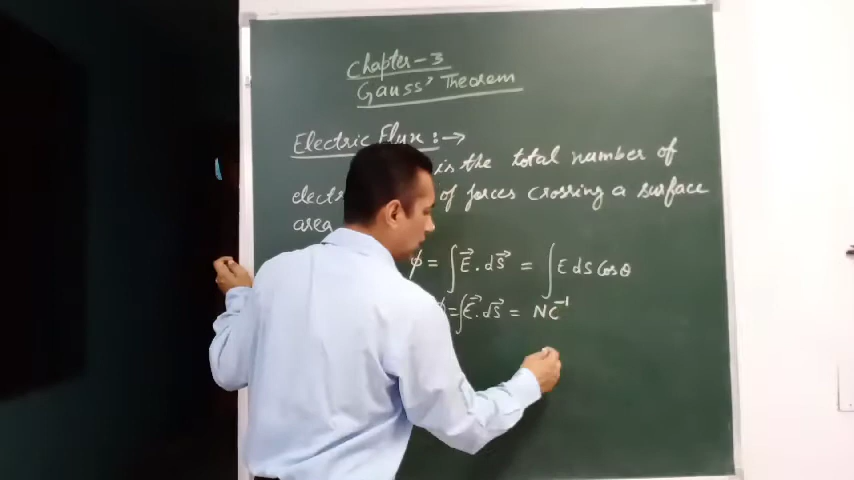 Chapter-3
Gauss' Theorem
Electric Flux :→
is the total number of
of forces crossing a surface
area
ϕ = ∫ E⃗ . dS⃗ = ∫ E ds Cosθ
ϕ = ∫ E⃗ . dS⃗ = NC⁻¹